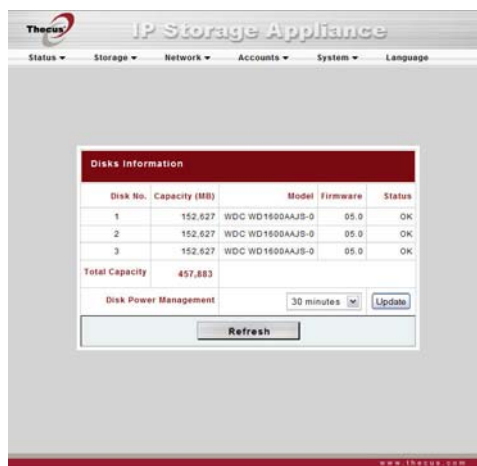 Thecus
IP Storage Appliance
Status Storage Network Accounts System Language
Disks Information
Disk No. Capacity (MB) Model Firmware Status
1 152,627 WDC WD1600AAJS-0 05.0 OK
2 152,627 WDC WD1600AAJS-0 05.0 OK
3 152,627 WDC WD1600AAJS-0 05.0 OK
Total Capacity 457,883
Disk Power Management 30 minutes Update
Refresh
www.thecus.com